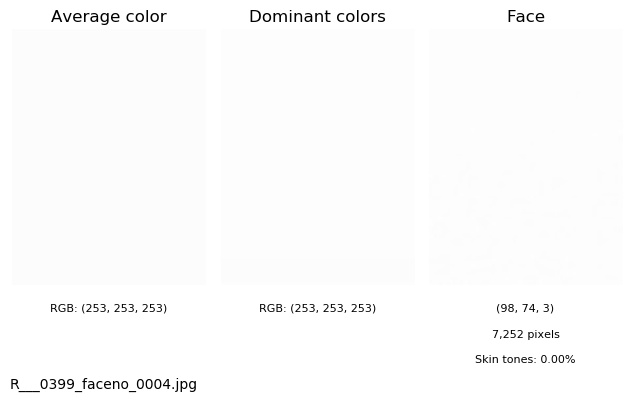 Average color
Dominant colors
Face
RGB: (253, 253, 253)
RGB: (253, 253, 253)
(98, 74, 3)
7,252 pixels
Skin tones: 0.00%
R___0399_faceno_0004.jpg